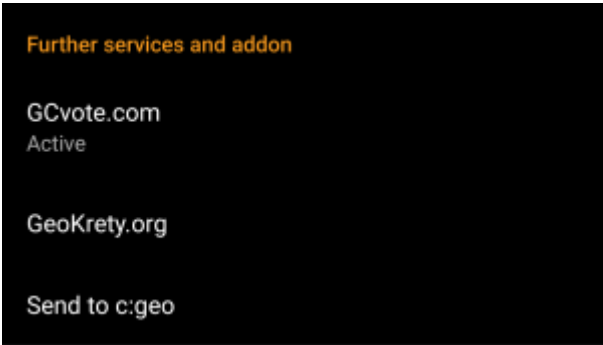 Further services and addon
GCvote.com
Active
GeoKrety.org
Send to c:geo